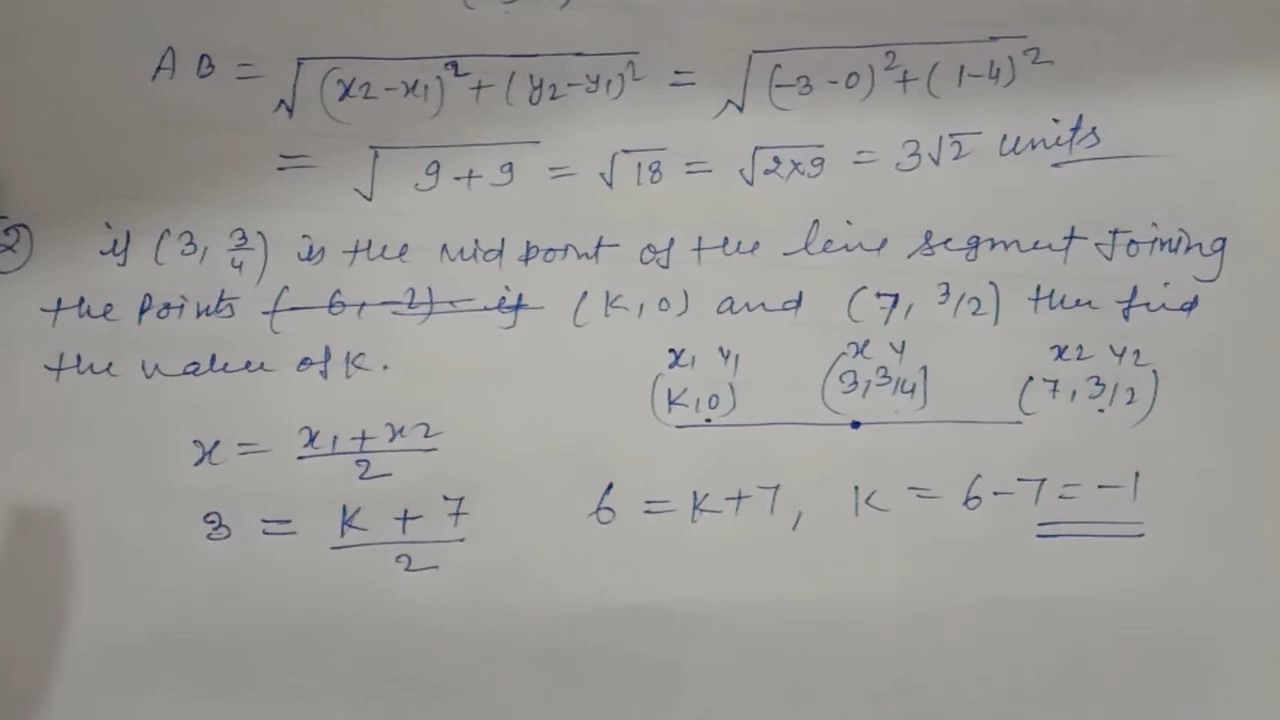 AB = √(x2-x1)² + (y2-y1)² = √(-3-0)² + (1-4)²
= √9+9 = √18 = √2×9 = 3√2 units
2) if (3, 3/4) is the mid point of the line segment Joining
the points (-6, -2). if (K,0) and (7, 3/2) then find
the value of K.
x1 y1 x y x2 y2
(K,0) (3,3/4] (7,3/2)
x = x1+x2/2
3 = K+7/2 6 = K+7, K = 6-7 = -1